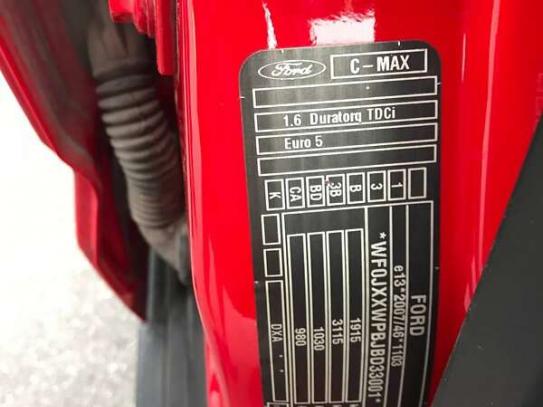 Ford
C-MAX
1.6 Duratorq TDCi
Euro 5
K CA BD 3B B 3 1
FORD
e13*2007/46*1103
*WF0JXXWPBJBD33001*
1915
3115
1030
980
DXA